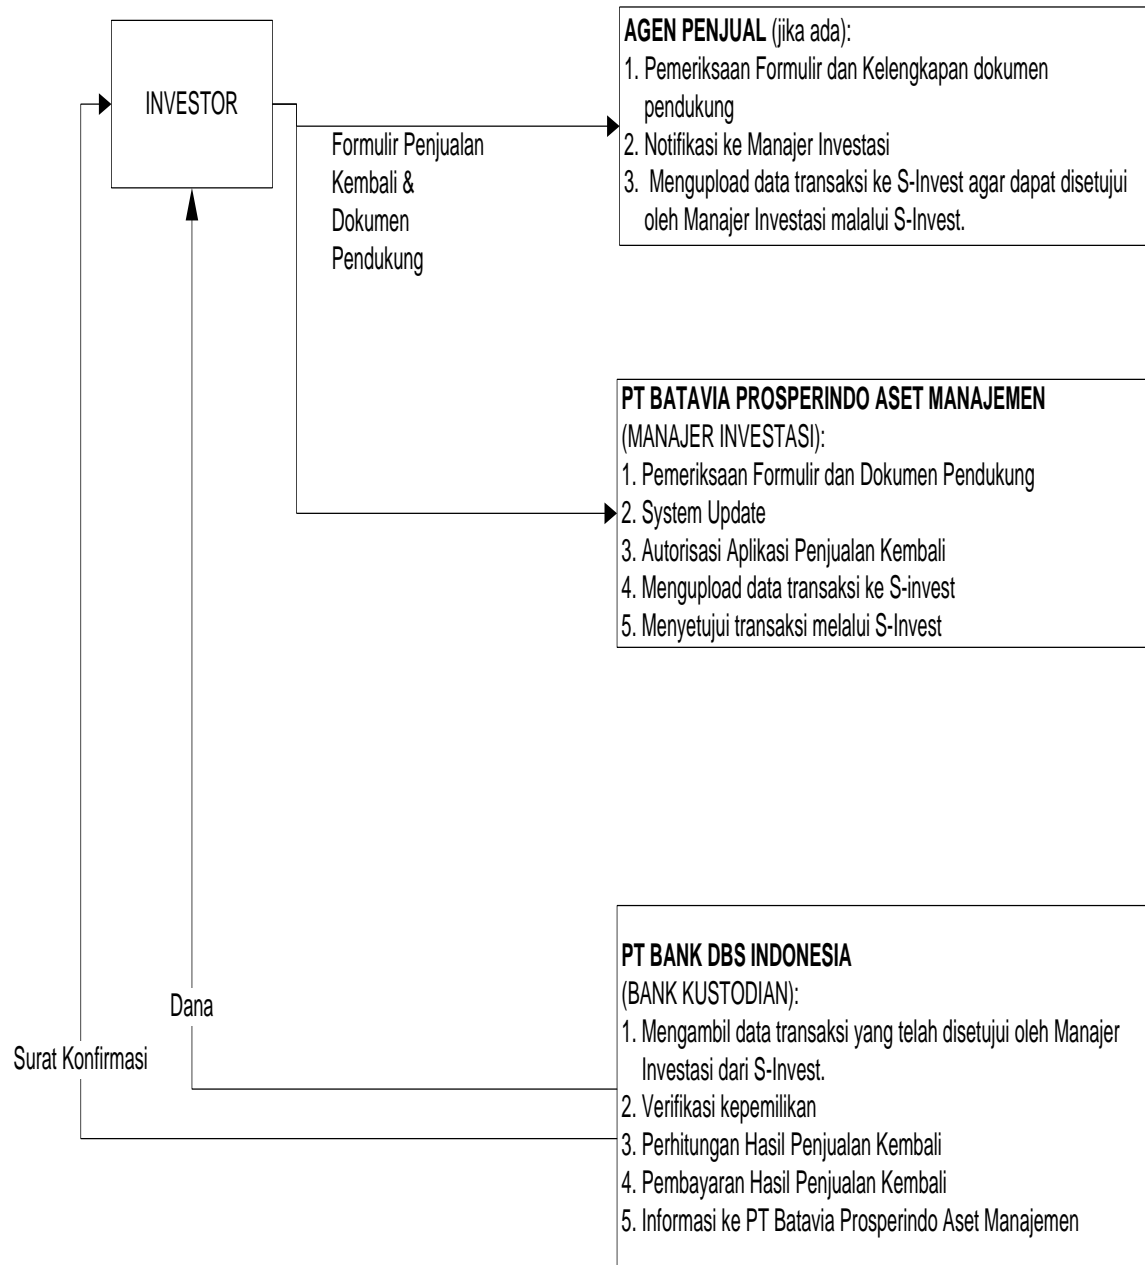 INVESTOR
Formulir Penjualan
Kembali &
Dokumen
Pendukung
AGEN PENJUAL (jika ada):
1. Pemeriksaan Formulir dan Kelengkapan dokumen
pendukung
2. Notifikasi ke Manajer Investasi
3. Mengupload data transaksi ke S-Invest agar dapat disetujui
oleh Manajer Investasi malalui S-Invest.
PT BATAVIA PROSPERINDO ASET MANAJEMEN
(MANAJER INVESTASI):
1. Pemeriksaan Formulir dan Dokumen Pendukung
2. System Update
3. Autorisasi Aplikasi Penjualan Kembali
4. Mengupload data transaksi ke S-invest
5. Menyetujui transaksi melalui S-Invest
Dana
Surat Konfirmasi
PT BANK DBS INDONESIA
(BANK KUSTODIAN):
1. Mengambil data transaksi yang telah disetujui oleh Manajer
Investasi dari S-Invest.
2. Verifikasi kepemilikan
3. Perhitungan Hasil Penjualan Kembali
4. Pembayaran Hasil Penjualan Kembali
5. Informasi ke PT Batavia Prosperindo Aset Manajemen